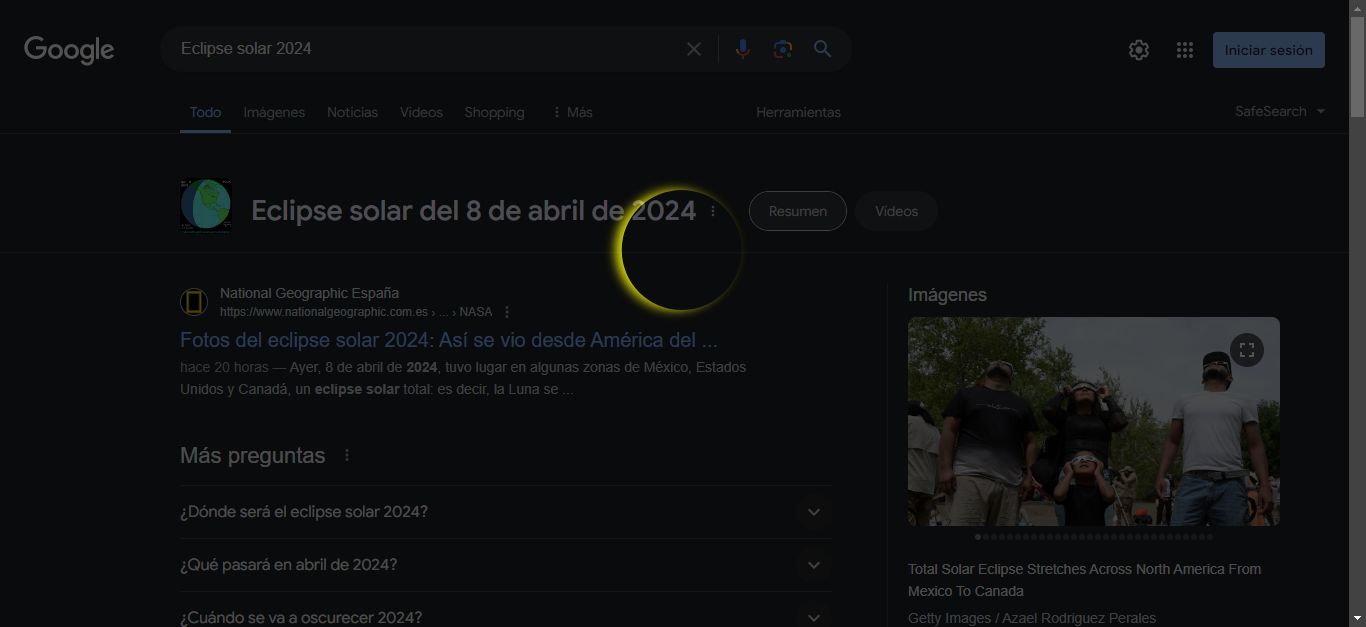 Google
Eclipse solar 2024
Iniciar sesión
Todo
Imágenes
Noticias
Vídeos
Shopping
Más
Herramientas
SafeSearch
Eclipse solar del 8 de abril de 2024
Resumen
Vídeos
National Geographic España
https://www.nationalgeographic.com.es › ... › NASA
Fotos del eclipse solar 2024: Así se vio desde América del ...
hace 20 horas — Ayer, 8 de abril de 2024, tuvo lugar en algunas zonas de México, Estados
Unidos y Canadá, un eclipse solar total: es decir, la Luna se ...
Más preguntas
¿Dónde será el eclipse solar 2024?
¿Qué pasará en abril de 2024?
¿Cuándo se va a oscurecer 2024?
Imágenes
Total Solar Eclipse Stretches Across North America From
Mexico To Canada
Getty Images / Azael Rodriguez Perales